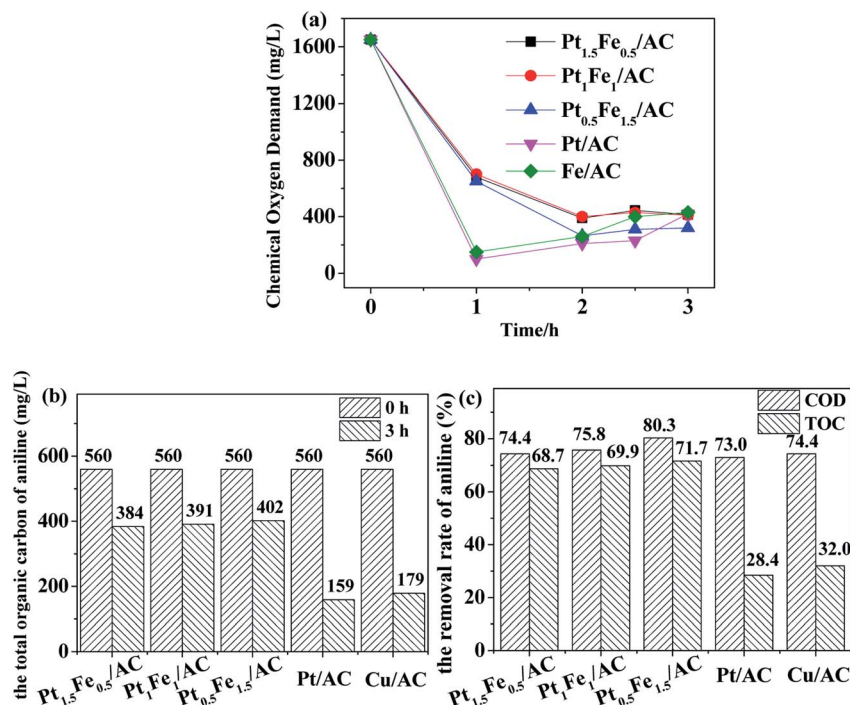 (a)
Chemical Oxygen Demand (mg/L)
1600
1200
800
400
0
Pt1.5Fe0.5/AC
Pt1Fe1/AC
Pt0.5Fe1.5/AC
Pt/AC
Fe/AC
0 1 2 3
Time/h
(b)
the total organic carbon of aniline (mg/L)
600
400
200
0
0 h
3 h
560 560 560 560 560
384 391 402 159 179
Pt1.5Fe0.5/AC Pt1Fe1/AC Pt0.5Fe1.5/AC Pt/AC Cu/AC
(c)
the removal rate of aniline (%)
80
60
40
20
0
COD
TOC
74.4 68.7 75.8 69.9 80.3 71.7 73.0 28.4 74.4 32.0
Pt1.5Fe0.5/AC Pt1Fe1/AC Pt0.5Fe1.5/AC Pt/AC Cu/AC